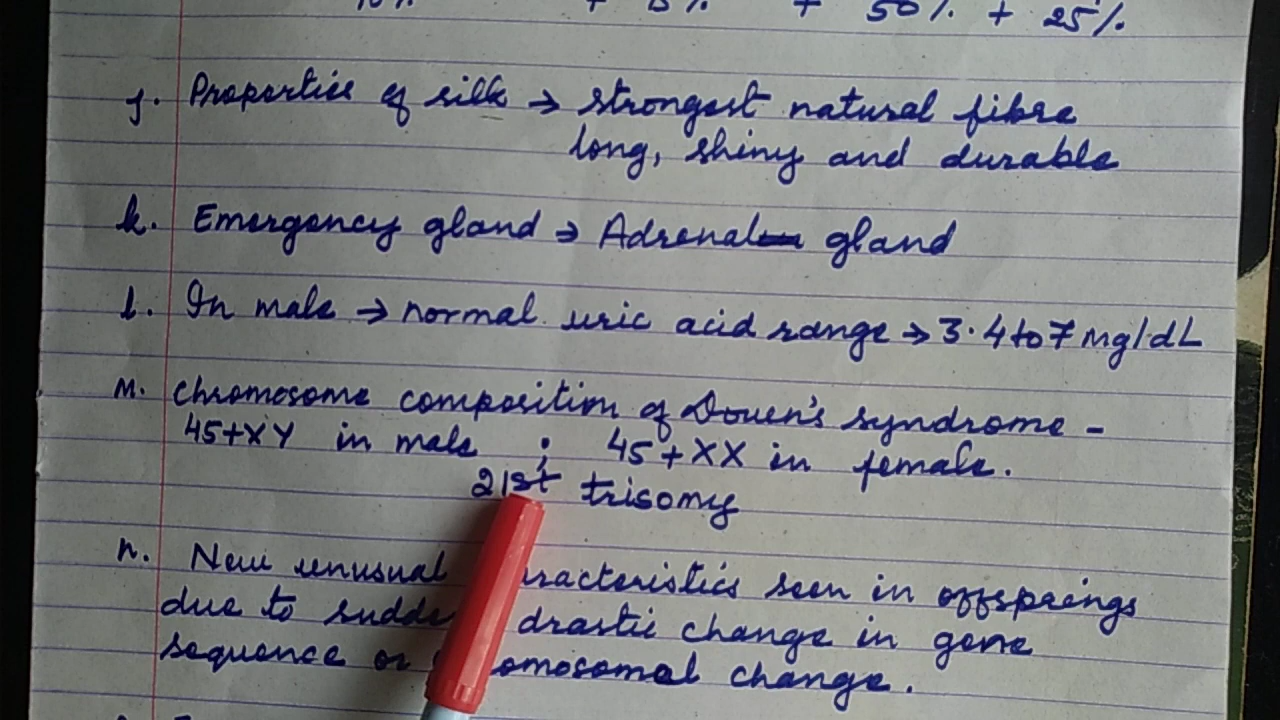 + 50% + 25%
j. Properties of silk → strongest natural fibre
long, shiny and durable
k. Emergency gland → Adrenal gland
l. In male → normal uric acid range → 3.4 to 7 mg/dL
M. Chromosome composition of Down's syndrome -
45+XY in male ; 45+XX in female.
21st trisomy
n. New unusual characteristics seen in offsprings
due to sudden drastic change in gene
sequence or chromosomal change.